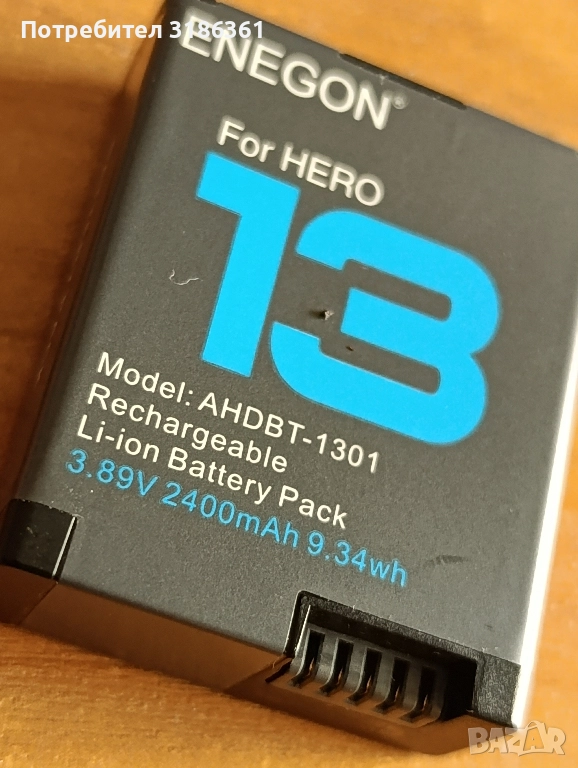 Потребител 3186361
ENEGON®
For HERO
13
Model: AHDBT-1301
Rechargeable
Li-ion Battery Pack
3.89V 2400mAh 9.34wh
BAZAR